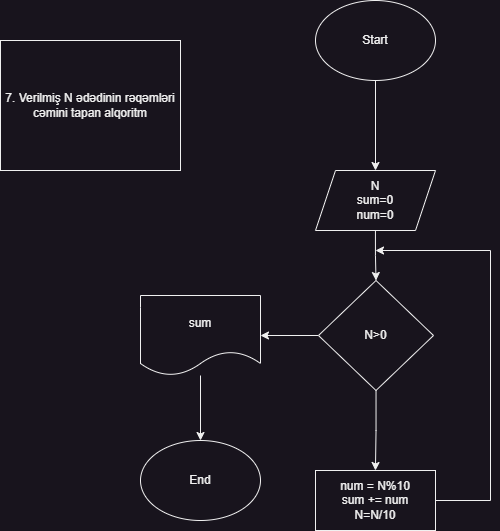 Start
7. Verilmiş N ədədinin rəqəmləri
cəmini tapan alqoritm
N
sum=0
num=0
sum
N>0
End
num = N%10
sum += num
N=N/10